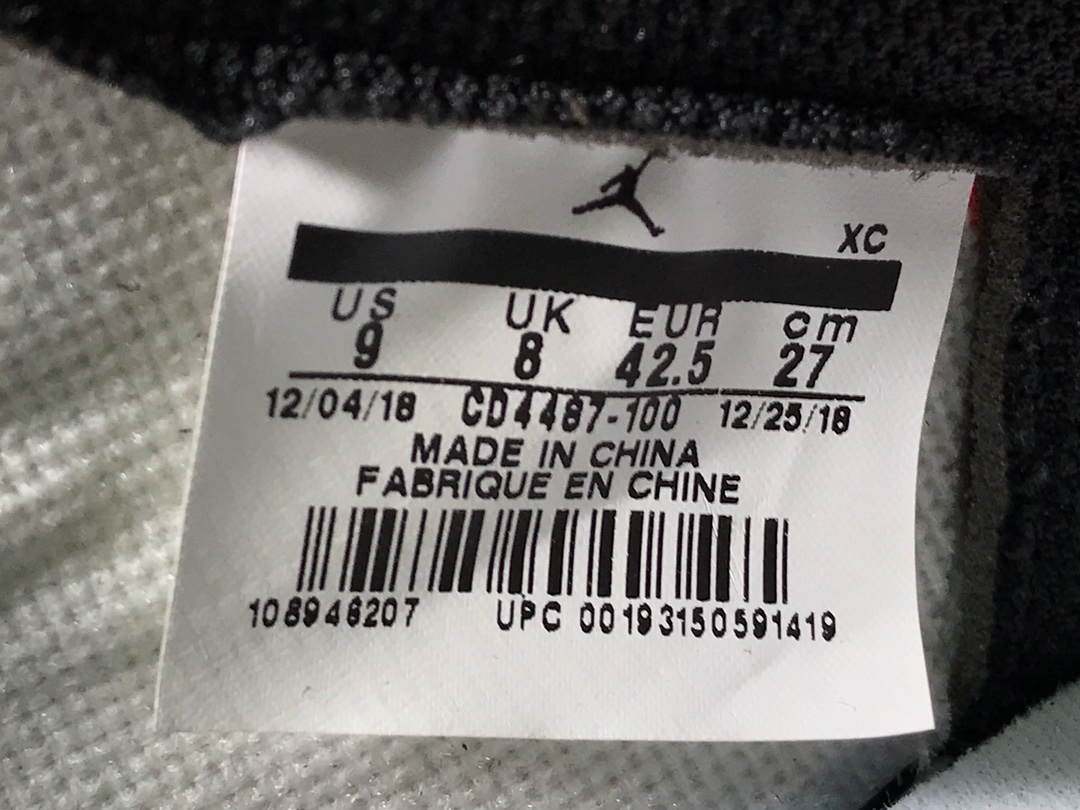 XC
US UK EUR cm
9 8 42.5 27
12/04/18 CD4487-100 12/25/18
MADE IN CHINA
FABRIQUE EN CHINE
108946207 UPC 00193150591419